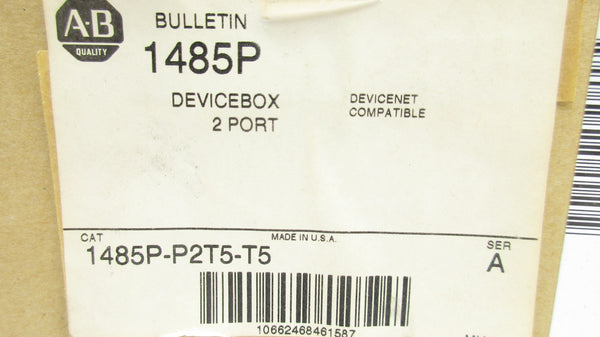 A-B
QUALITY
BULLETIN
1485P
DEVICEBOX
2 PORT
DEVICENET
COMPATIBLE
MADE IN U.S.A.
CAT
1485P-P2T5-T5
SER
A
10662468461587